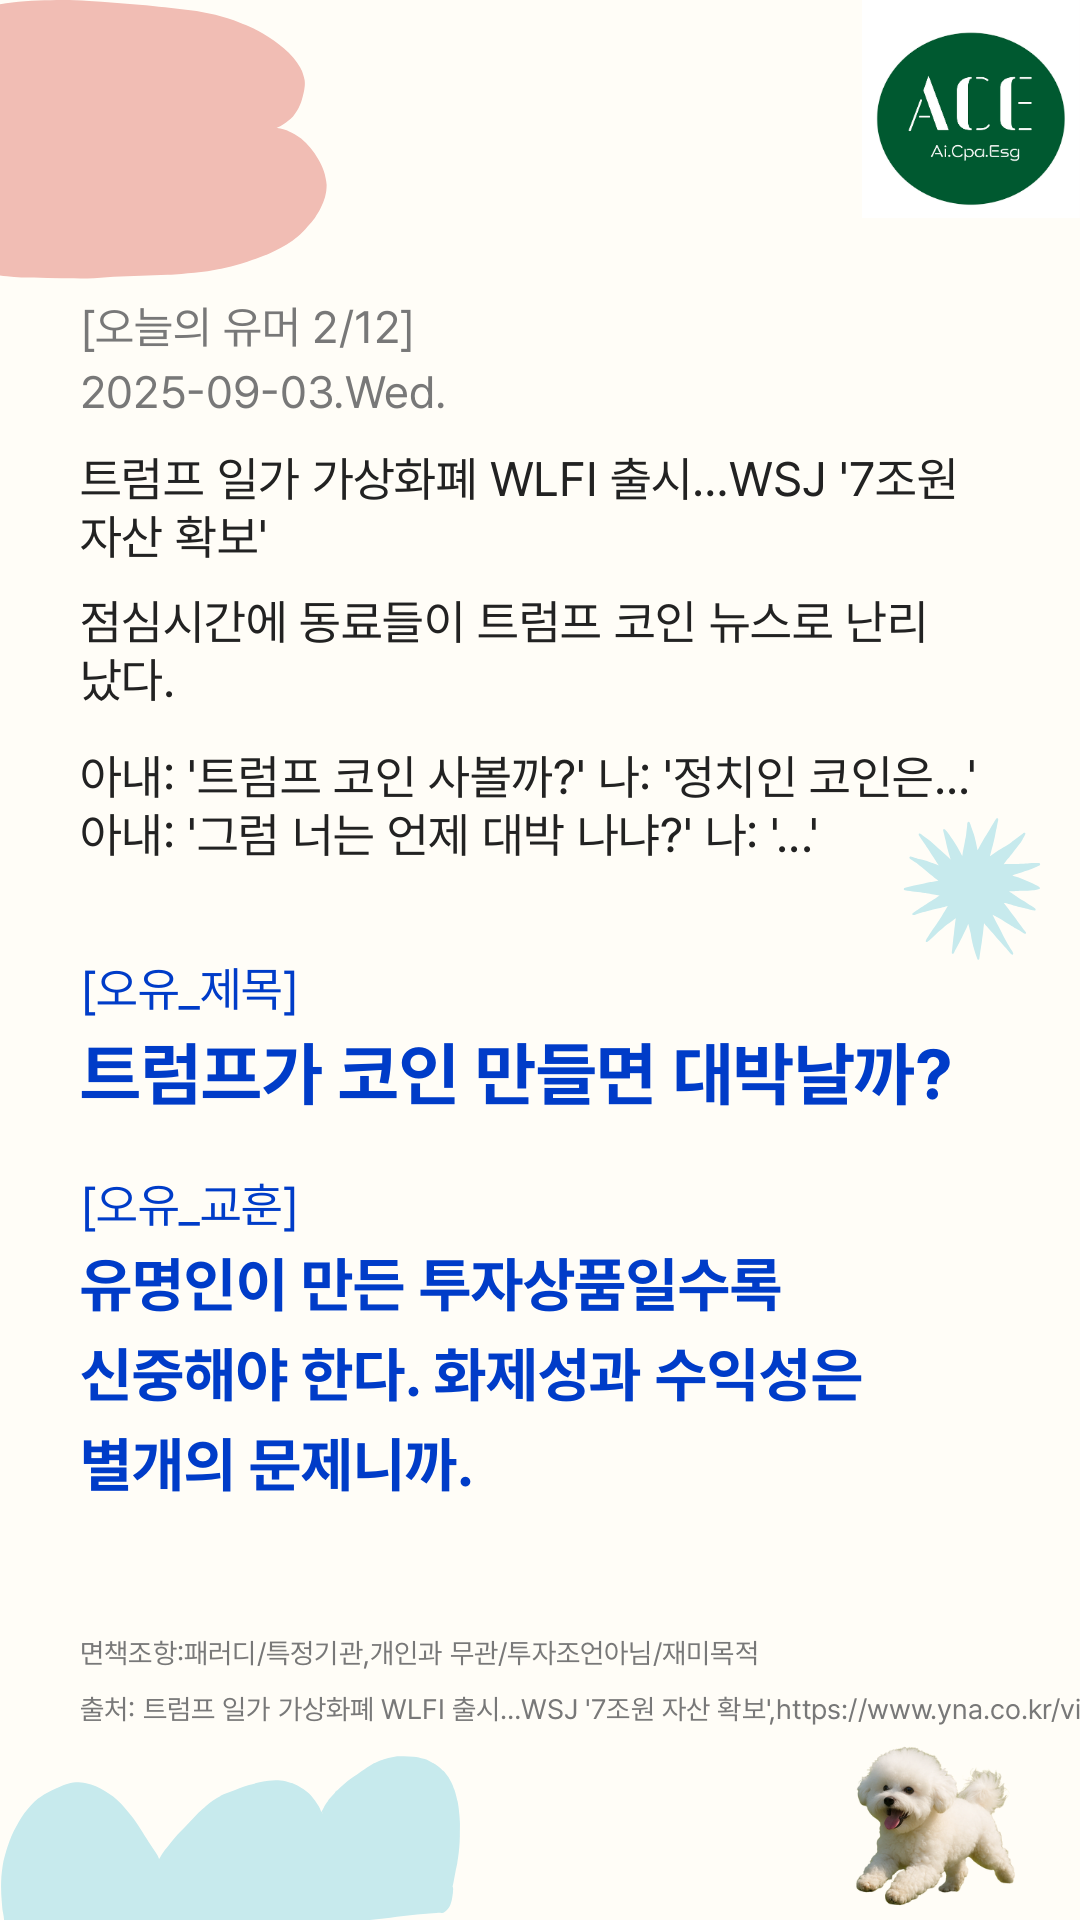 ACE
Ai.Cpa.Esg
[오늘의 유머 2/12]
2025-09-03.Wed.
트럼프 일가 가상화폐 WLFI 출시...WSJ '7조원
자산 확보'
점심시간에 동료들이 트럼프 코인 뉴스로 난리
났다.
아내: '트럼프 코인 사볼까?' 나: '정치인 코인은...'
아내: '그럼 너는 언제 대박 나냐?' 나: '...'
[오유_제목]
트럼프가 코인 만들면 대박날까?
[오유_교훈]
유명인이 만든 투자상품일수록
신중해야 한다. 화제성과 수익성은
별개의 문제니까.
면책조항:패러디/특정기관,개인과 무관/투자조언아님/재미목적
출처: 트럼프 일가 가상화폐 WLFI 출시...WSJ '7조원 자산 확보',https://www.yna.co.kr/vi